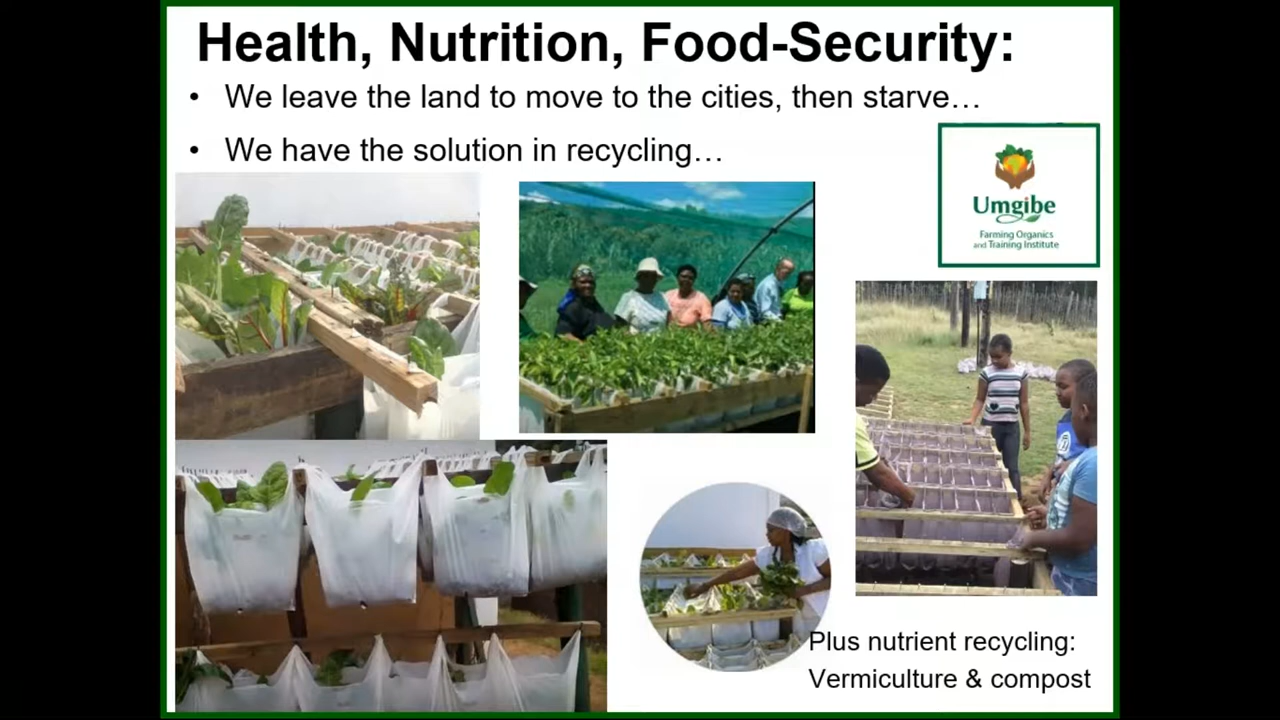 Health, Nutrition, Food-Security:
• We leave the land to move to the cities, then starve…
• We have the solution in recycling…
Umgibe
Farming Organics
and Training Institute
Plus nutrient recycling:
Vermiculture & compost